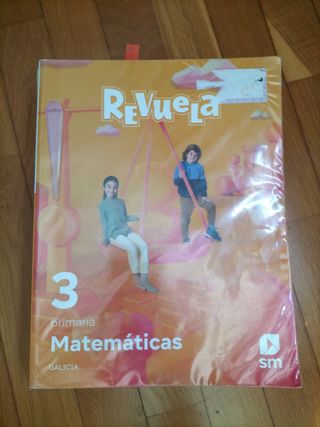 REVUELA
3
primaria
Matemáticas
GALICIA
sm